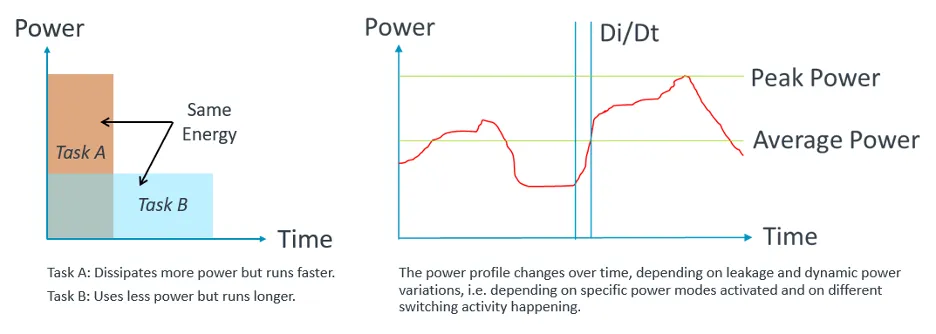 Power
Same
Energy
Task A
Task B
Time
Task A: Dissipates more power but runs faster.
Task B: Uses less power but runs longer.
Power
Di/Dt
Peak Power
Average Power
Time
The power profile changes over time, depending on leakage and dynamic power
variations, i.e. depending on specific power modes activated and on different
switching activity happening.